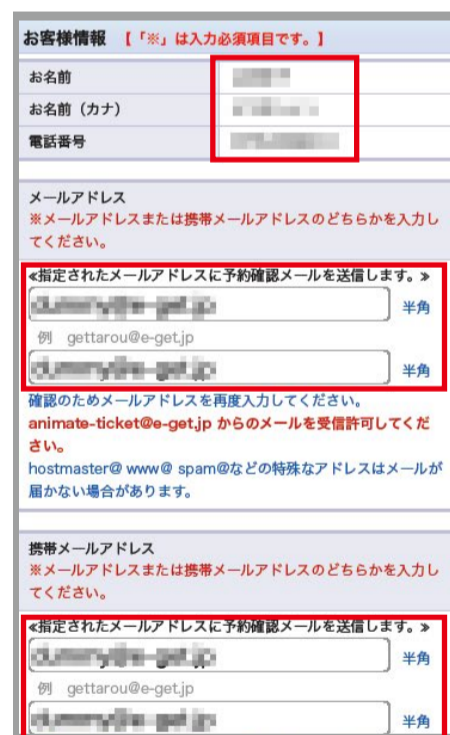 お客様情報 【「※」は入力必須項目です。】
お名前
お名前（カナ）
電話番号
メールアドレス
※メールアドレスまたは携帯メールアドレスのどちらかを入力し
てください。
≪指定されたメールアドレスに予約確認メールを送信します。≫
半角
例 gettarou@e-get.jp
半角
確認のためメールアドレスを再度入力してください。
animate-ticket@e-get.jp からのメールを受信許可してくだ
さい。
hostmaster@ www@ spam@などの特殊なアドレスはメールが
届かない場合があります。
携帯メールアドレス
※メールアドレスまたは携帯メールアドレスのどちらかを入力し
てください。
≪指定されたメールアドレスに予約確認メールを送信します。≫
半角
例 gettarou@e-get.jp
半角